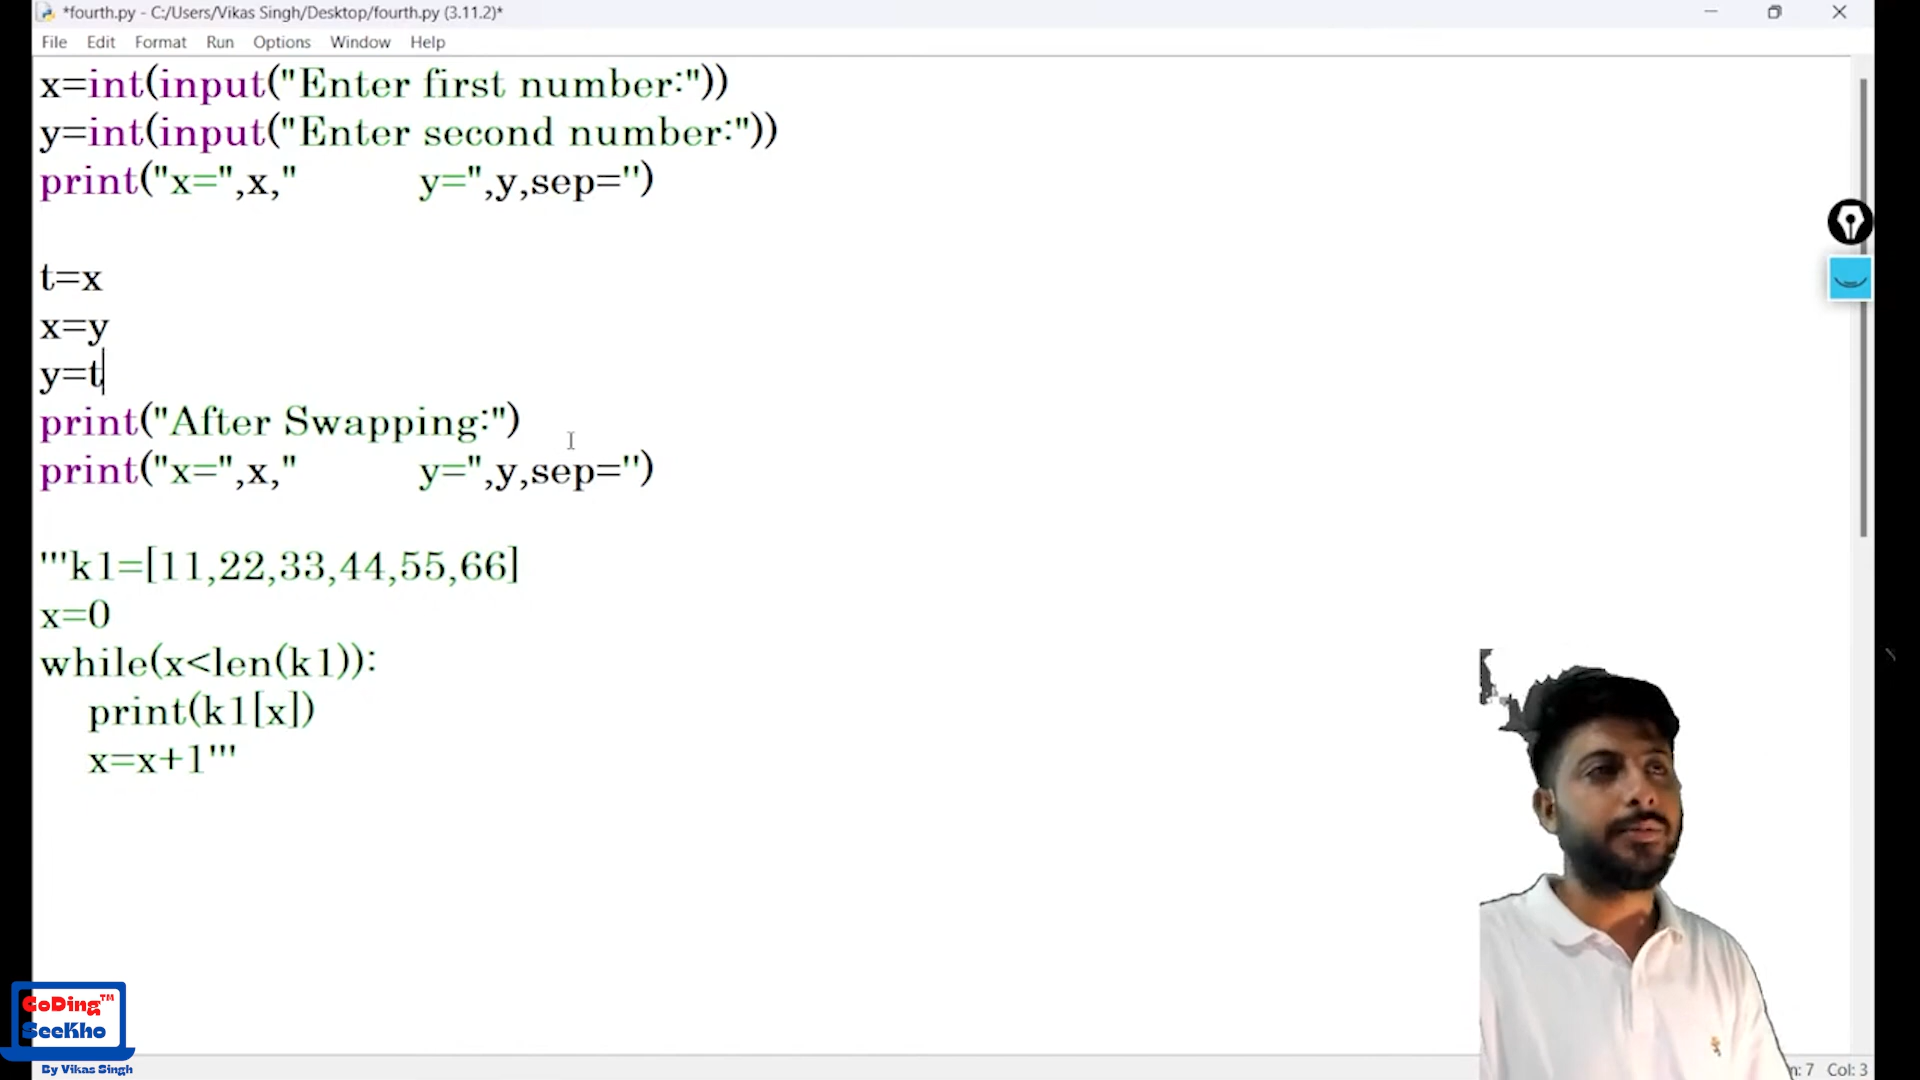 *fourth.py - C:/Users/Vikas Singh/Desktop/fourth.py (3.11.2)*
File Edit Format Run Options Window Help
x=int(input("Enter first number:"))
y=int(input("Enter second number:"))
print("x=",x,"          y=",y,sep='')
t=x
x=y
y=t
print("After Swapping:")
print("x=",x,"          y=",y,sep='')
'''k1=[11,22,33,44,55,66]
x=0
while(x<len(k1)):
    print(k1[x])
    x=x+1'''
CoDing™
SeeKho
By Vikas Singh
n: 7 Col: 3